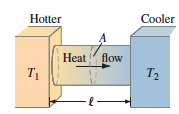 Hotter
Cooler
A
Heat flow
T₁
T₂
ℓ